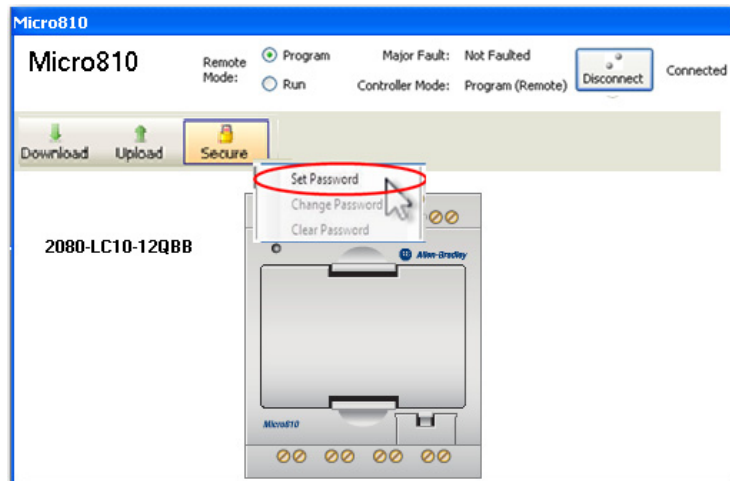 Micro810
Micro810
Remote Mode:
Program
Run
Major Fault: Not Faulted
Controller Mode: Program (Remote)
Disconnect
Connected
Download Upload Secure
Set Password
Change Password
Clear Password
2080-LC10-12QBB
AB Allen-Bradley
Micro810